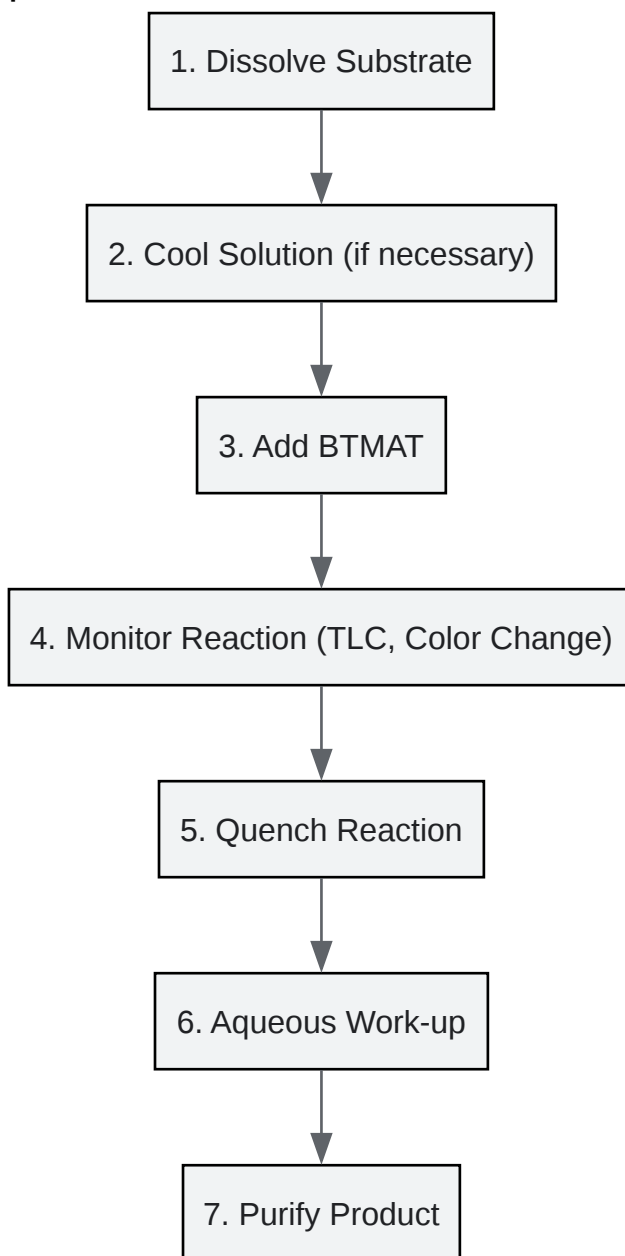 1. Dissolve Substrate
2. Cool Solution (if necessary)
3. Add BTMAT
4. Monitor Reaction (TLC, Color Change)
5. Quench Reaction
6. Aqueous Work-up
7. Purify Product